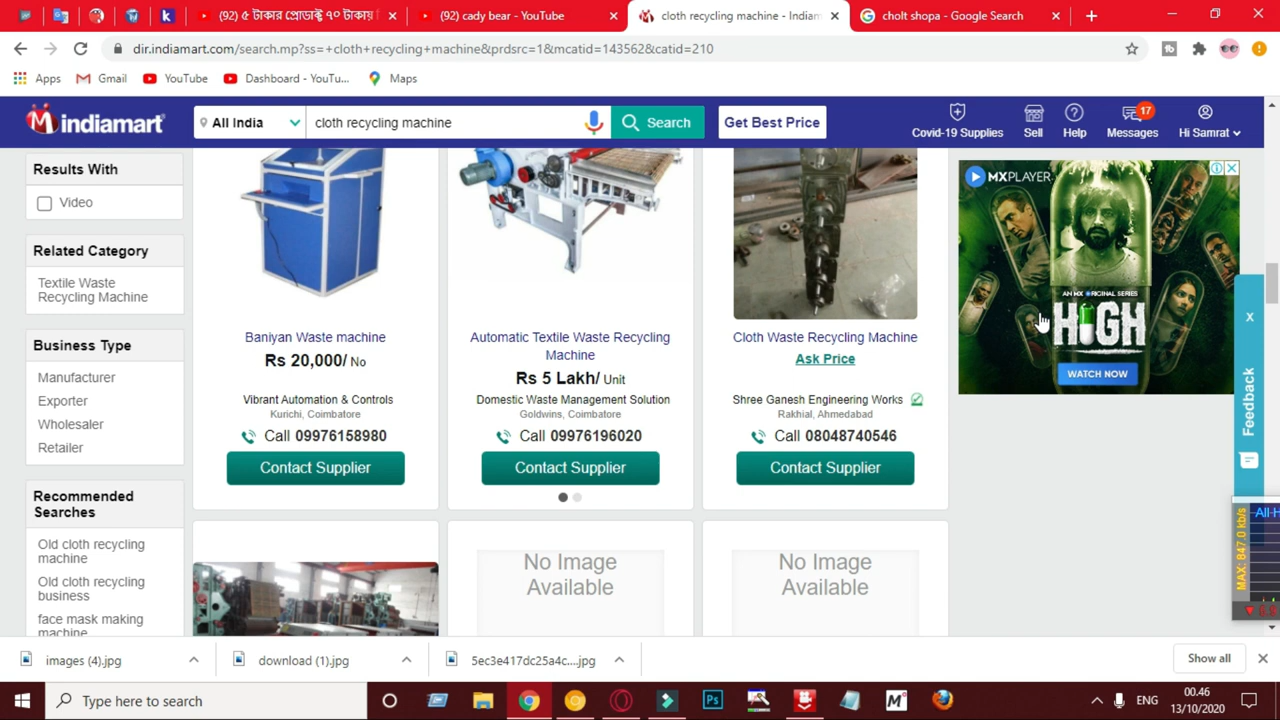 (92) ৫ টাকার প্রোডাক্ট ৭০ টাকায়
(92) cady bear - YouTube
cloth recycling machine - Indiam
cholt shopa - Google Search
dir.indiamart.com/search.mp?ss=+cloth+recycling+machine&prdsrc=1&mcatid=143562&catid=210
Apps
Gmail
YouTube
Dashboard - YouTu...
Maps
indiamart
All India
cloth recycling machine
Search
Get Best Price
Covid-19 Supplies
Sell
Help
17
Messages
Hi Samrat
Results With
Video
Related Category
Textile Waste
Recycling Machine
Business Type
Manufacturer
Exporter
Wholesaler
Retailer
Recommended
Searches
Old cloth recycling
machine
Old cloth recycling
business
face mask making
machine
Baniyan Waste machine
Rs 20,000/ No
Vibrant Automation & Controls
Kurichi, Coimbatore
Call 09976158980
Contact Supplier
Automatic Textile Waste Recycling
Machine
Rs 5 Lakh/ Unit
Domestic Waste Management Solution
Goldwins, Coimbatore
Call 09976196020
Contact Supplier
Cloth Waste Recycling Machine
Ask Price
Shree Ganesh Engineering Works
Rakhial, Ahmedabad
Call 08048740546
Contact Supplier
No Image
Available
No Image
Available
MXPLAYER
AN MX ORIGINAL SERIES
HIGH
WATCH NOW
x
Feedback
All-H
MAX: 847.0 kb/s
images (4).jpg
download (1).jpg
5ec3e417dc25a4c....jpg
Show all
Type here to search
Ps
ENG
00.46
13/10/2020